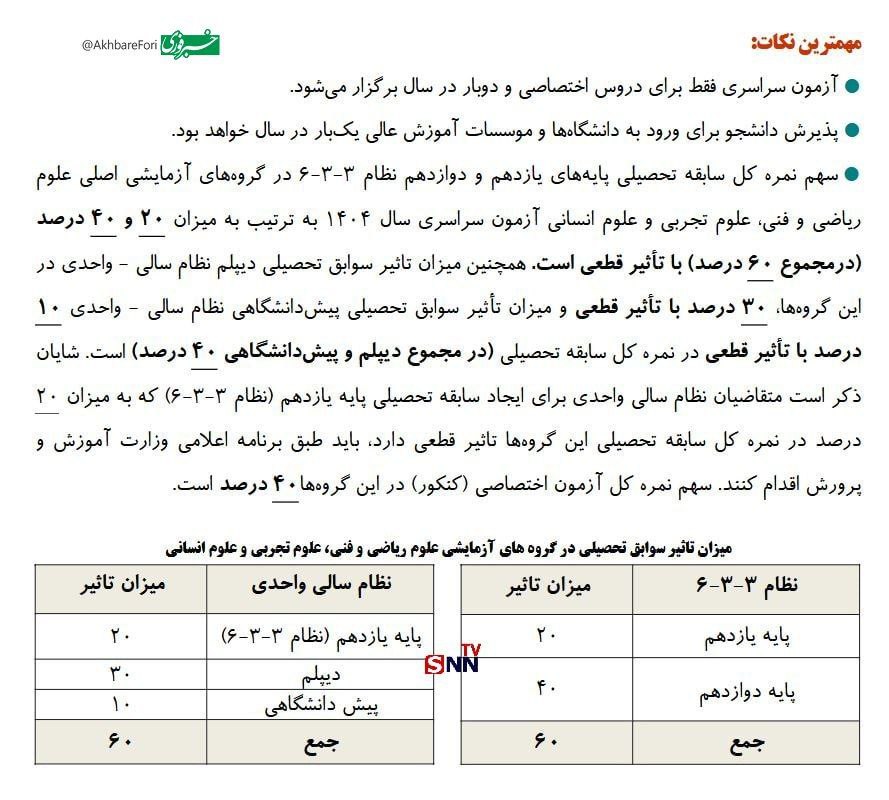 @AkhbareFori خبرفوری
مهمترین نکات:
● آزمون سراسری فقط برای دروس اختصاصی و دوبار در سال برگزار می‌شود.
● پذیرش دانشجو برای ورود به دانشگاه‌ها و موسسات آموزش عالی یک‌بار در سال خواهد بود.
● سهم نمره کل سابقه تحصیلی پایه‌های یازدهم و دوازدهم نظام ۳-۳-۶ در گروه‌های آزمایشی اصلی علوم
ریاضی و فنی، علوم تجربی و علوم انسانی آزمون سراسری سال ۱۴۰۴ به ترتیب به میزان ۲۰ و ۴۰ درصد
(درمجموع ۶۰ درصد) با تأثیر قطعی است. همچنین میزان تاثیر سوابق تحصیلی دیپلم نظام سالی - واحدی در
این گروه‌ها، ۳۰ درصد با تأثیر قطعی و میزان تأثیر سوابق تحصیلی پیش‌دانشگاهی نظام سالی - واحدی ۱۰
درصد با تأثیر قطعی در نمره کل سابقه تحصیلی (در مجموع دیپلم و پیش‌دانشگاهی ۴۰ درصد) است. شایان
ذکر است متقاضیان نظام سالی واحدی برای ایجاد سابقه تحصیلی پایه یازدهم (نظام ۳-۳-۶) که به میزان ۲۰
درصد در نمره کل سابقه تحصیلی این گروه‌ها تاثیر قطعی دارد، باید طبق برنامه اعلامی وزارت آموزش و
پرورش اقدام کنند. سهم نمره کل آزمون اختصاصی (کنکور) در این گروه‌ها۴۰ درصد است.
میزان تاثیر سوابق تحصیلی در گروه های آزمایشی علوم ریاضی و فنی، علوم تجربی و علوم انسانی
نظام ۳-۳-۶ میزان تاثیر
پایه یازدهم ۲۰
پایه دوازدهم ۴۰
جمع ۶۰
نظام سالی واحدی میزان تاثیر
پایه یازدهم (نظام ۳-۳-۶) ۲۰
دیپلم ۳۰
پیش دانشگاهی ۱۰
جمع ۶۰
SNN TV